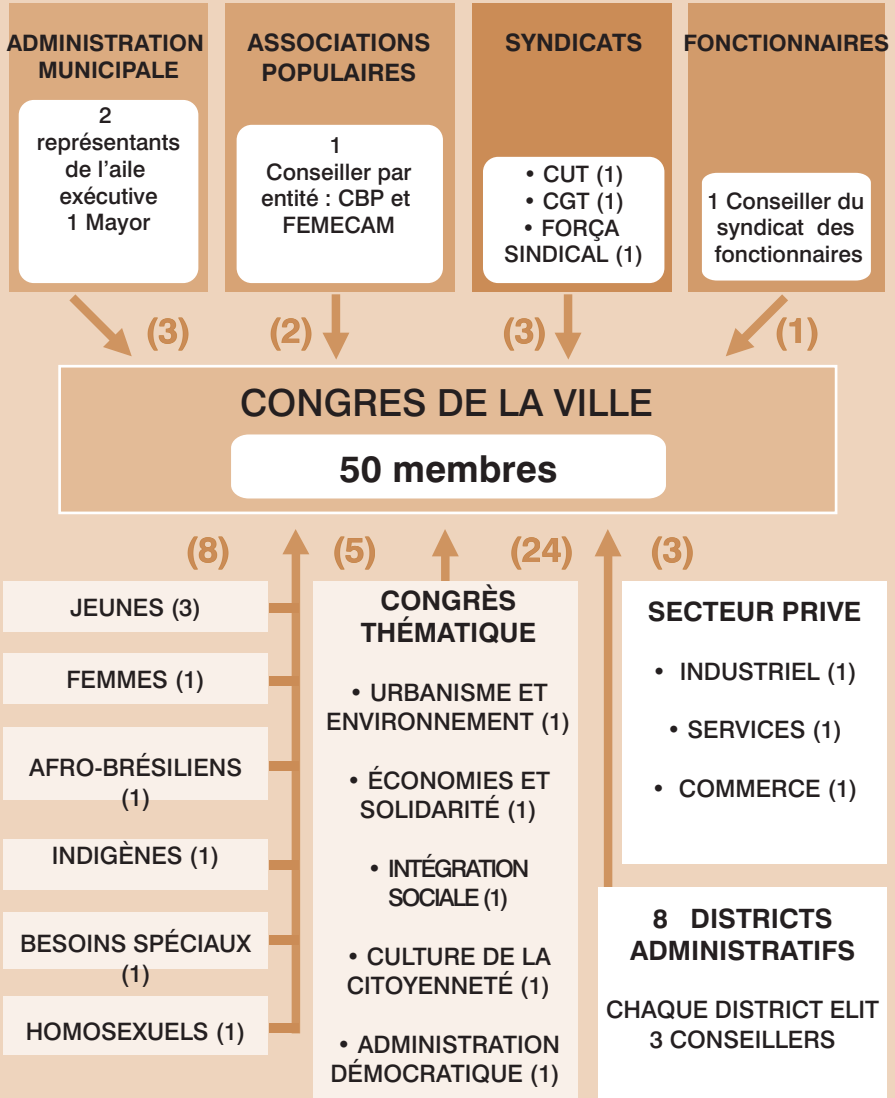 ADMINISTRATION
MUNICIPALE
2
représentants
de l'aile
exécutive
1 Mayor
ASSOCIATIONS
POPULAIRES
1
Conseiller par
entité : CBP et
FEMECAM
SYNDICATS
• CUT (1)
• CGT (1)
• FORÇA
SINDICAL (1)
FONCTIONNAIRES
1 Conseiller du
syndicat des
fonctionnaires
(3)
(2)
(3)
(1)
CONGRES DE LA VILLE
50 membres
(8)
(5)
(24)
(3)
JEUNES (3)
FEMMES (1)
AFRO-BRÉSILIENS
(1)
INDIGÈNES (1)
BESOINS SPÉCIAUX
(1)
HOMOSEXUELS (1)
CONGRÈS
THÉMATIQUE
• URBANISME ET
ENVIRONNEMENT (1)
• ÉCONOMIES ET
SOLIDARITÉ (1)
• INTÉGRATION
SOCIALE (1)
• CULTURE DE LA
CITOYENNETÉ (1)
• ADMINISTRATION
DÉMOCRATIQUE (1)
SECTEUR PRIVE
• INDUSTRIEL (1)
• SERVICES (1)
• COMMERCE (1)
8 DISTRICTS
ADMINISTRATIFS
CHAQUE DISTRICT ELIT
3 CONSEILLERS